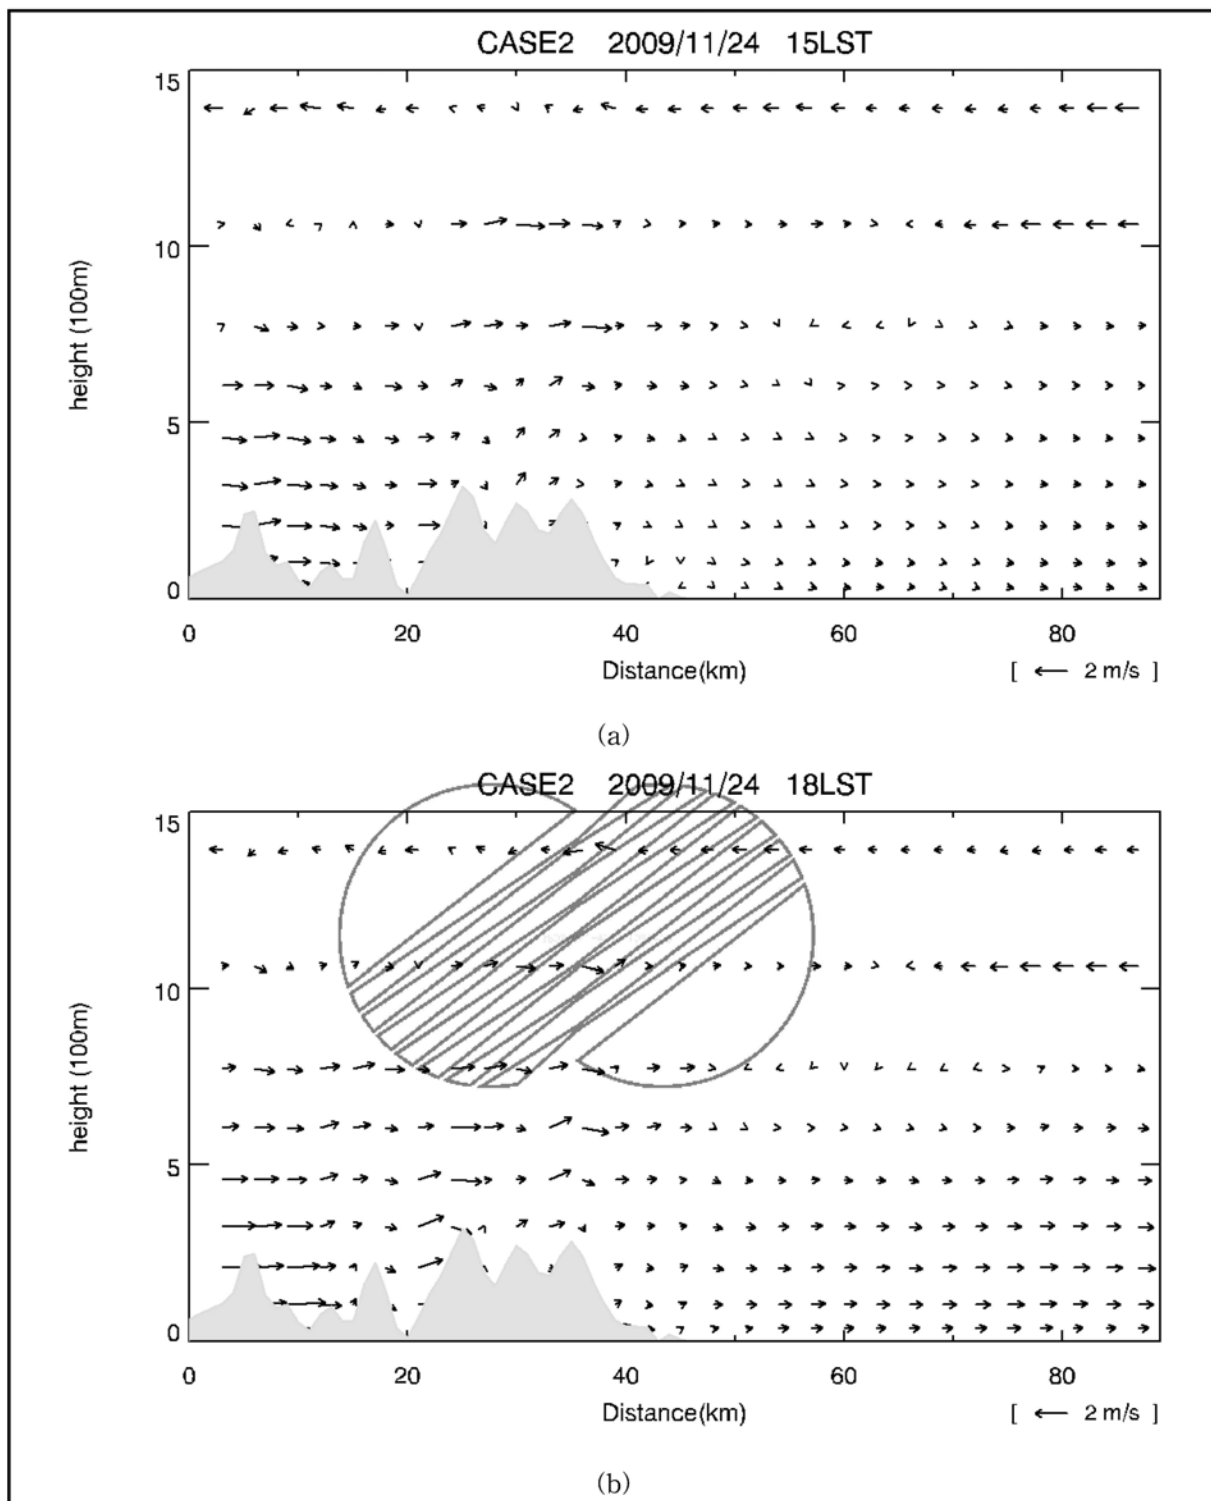 CASE2 2009/11/24 15LST
15
10
5
0
height (100m)
0 20 40 60 80
Distance(km)
[ ← 2 m/s ]
(a)
CASE2 2009/11/24 18LST
15
10
5
0
height (100m)
0 20 40 60 80
Distance(km)
[ ← 2 m/s ]
(b)